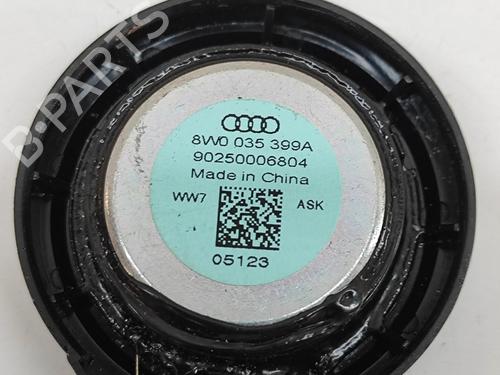 B-PARTS
8W0 035 399A
90250006804
Made in China
WW7 ASK
05123